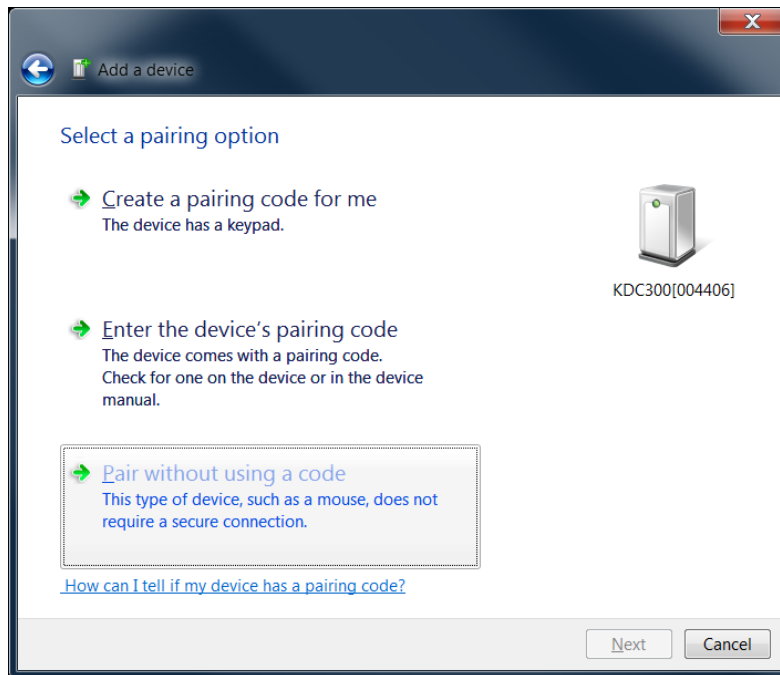 Add a device
Select a pairing option
Create a pairing code for me
The device has a keypad.
KDC300[004406]
Enter the device's pairing code
The device comes with a pairing code.
Check for one on the device or in the device
manual.
Pair without using a code
This type of device, such as a mouse, does not
require a secure connection.
How can I tell if my device has a pairing code?
Next
Cancel